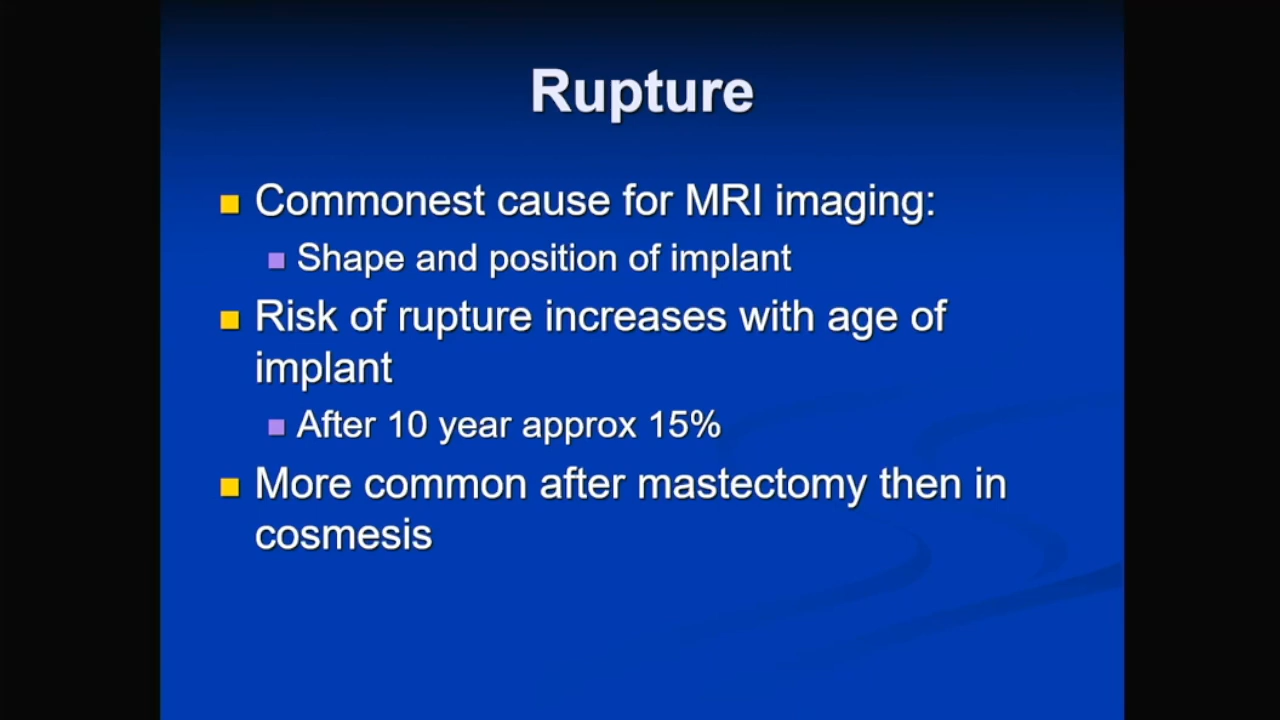 Rupture
Commonest cause for MRI imaging:
Shape and position of implant
Risk of rupture increases with age of
implant
After 10 year approx 15%
More common after mastectomy then in
cosmesis